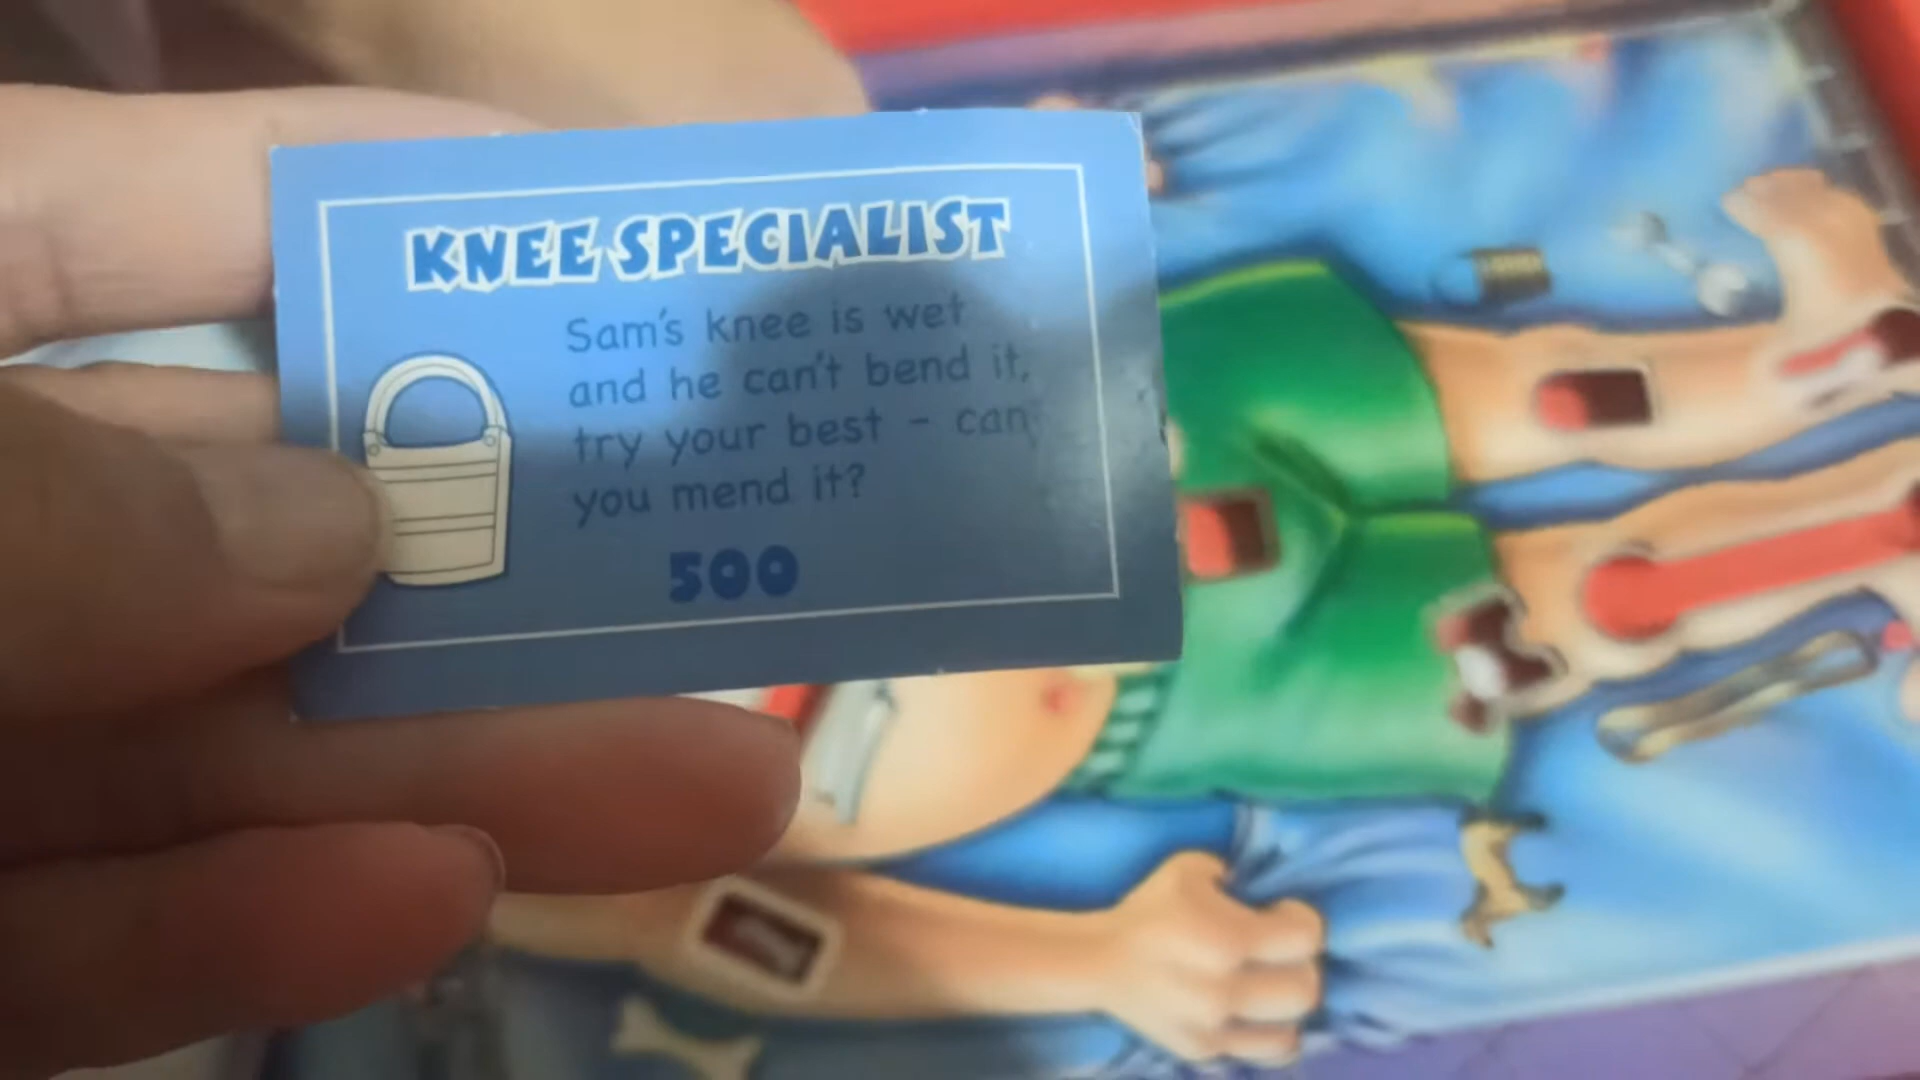 KNEE SPECIALIST
Sam's knee is wet
and he can't bend it,
try your best - can
you mend it?
500